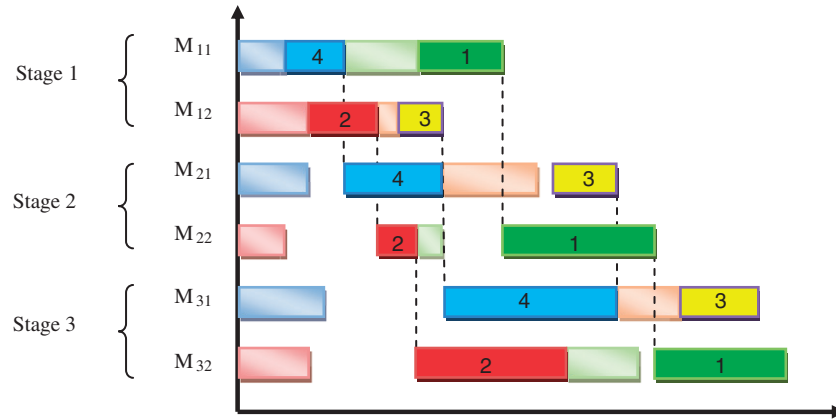 M11 4 1
Stage 1
M12 2 3
M21 4 3
Stage 2
M22 2 1
M31 4 3
Stage 3
M32 2 1